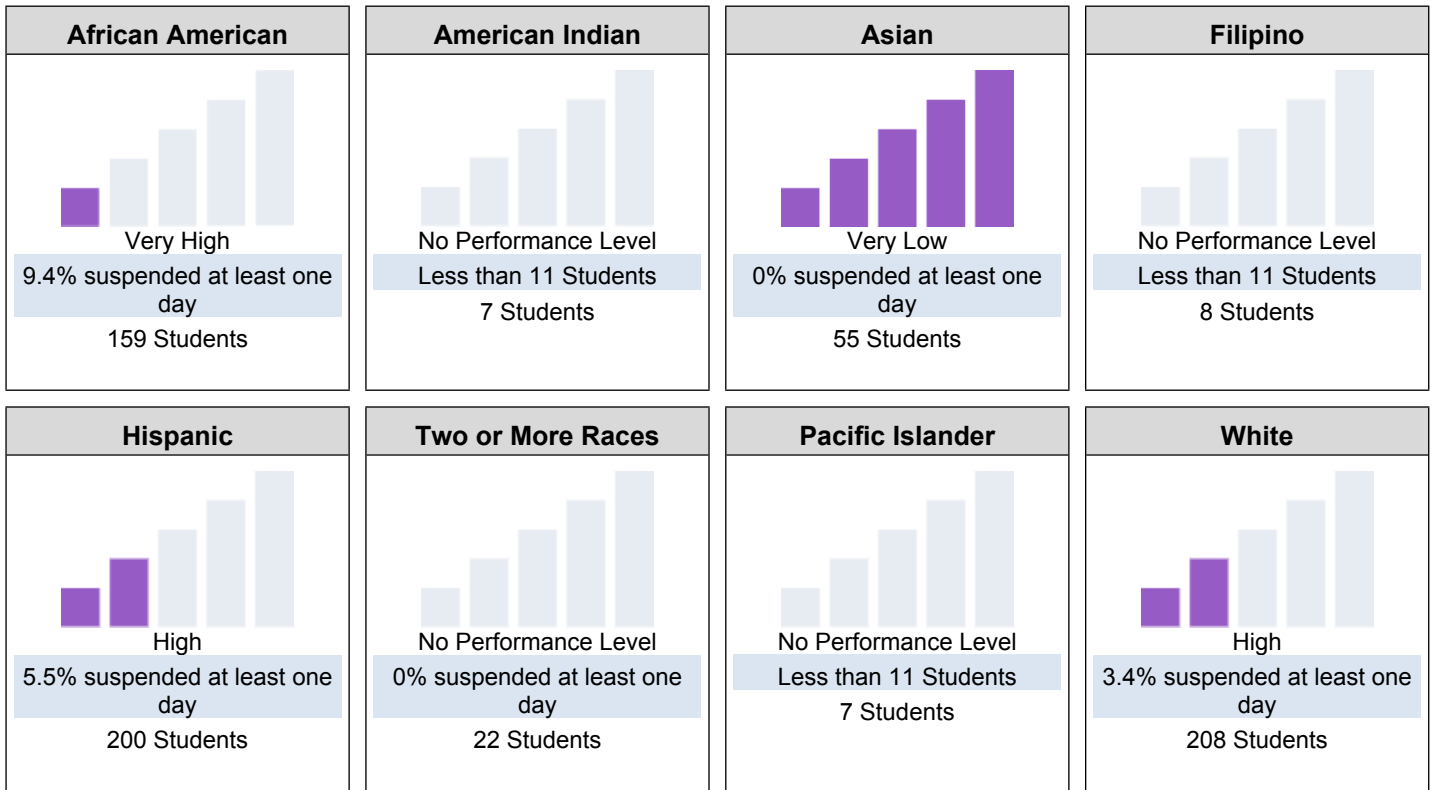 African American
Very High
9.4% suspended at least one
day
159 Students
American Indian
No Performance Level
Less than 11 Students
7 Students
Asian
Very Low
0% suspended at least one
day
55 Students
Filipino
No Performance Level
Less than 11 Students
8 Students
Hispanic
High
5.5% suspended at least one
day
200 Students
Two or More Races
No Performance Level
0% suspended at least one
day
22 Students
Pacific Islander
No Performance Level
Less than 11 Students
7 Students
White
High
3.4% suspended at least one
day
208 Students